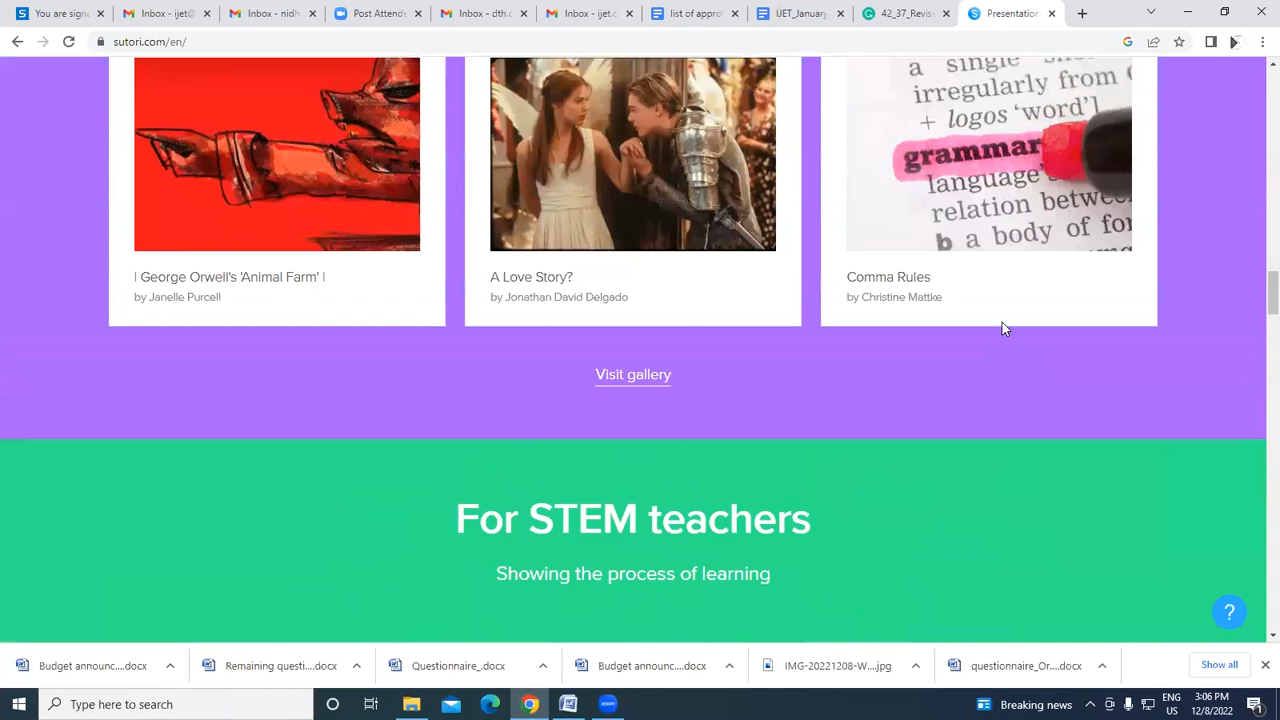 You are signe
Inbox - ijet@
Inbox - nidh
Post Attends
Inbox - dth.c
Inbox - ijet.c
list of appro
IJET_January
42_37_Revise
Presentation
sutori.com/en/
a single
irregularly from
+ logos 'word']
grammar
language
relation betwe
b a body of for
| George Orwell's 'Animal Farm' |
by Janelle Purcell
A Love Story?
by Jonathan David Delgado
Comma Rules
by Christine Mattke
Visit gallery
For STEM teachers
Showing the process of learning
?
Budget announc....docx
Remaining questi....docx
Questionnaire_.docx
Budget announc....docx
IMG-20221208-W....jpg
questionnaire_Or....docx
Show all
Type here to search
Breaking news
ENG
US
3:06 PM
12/8/2022